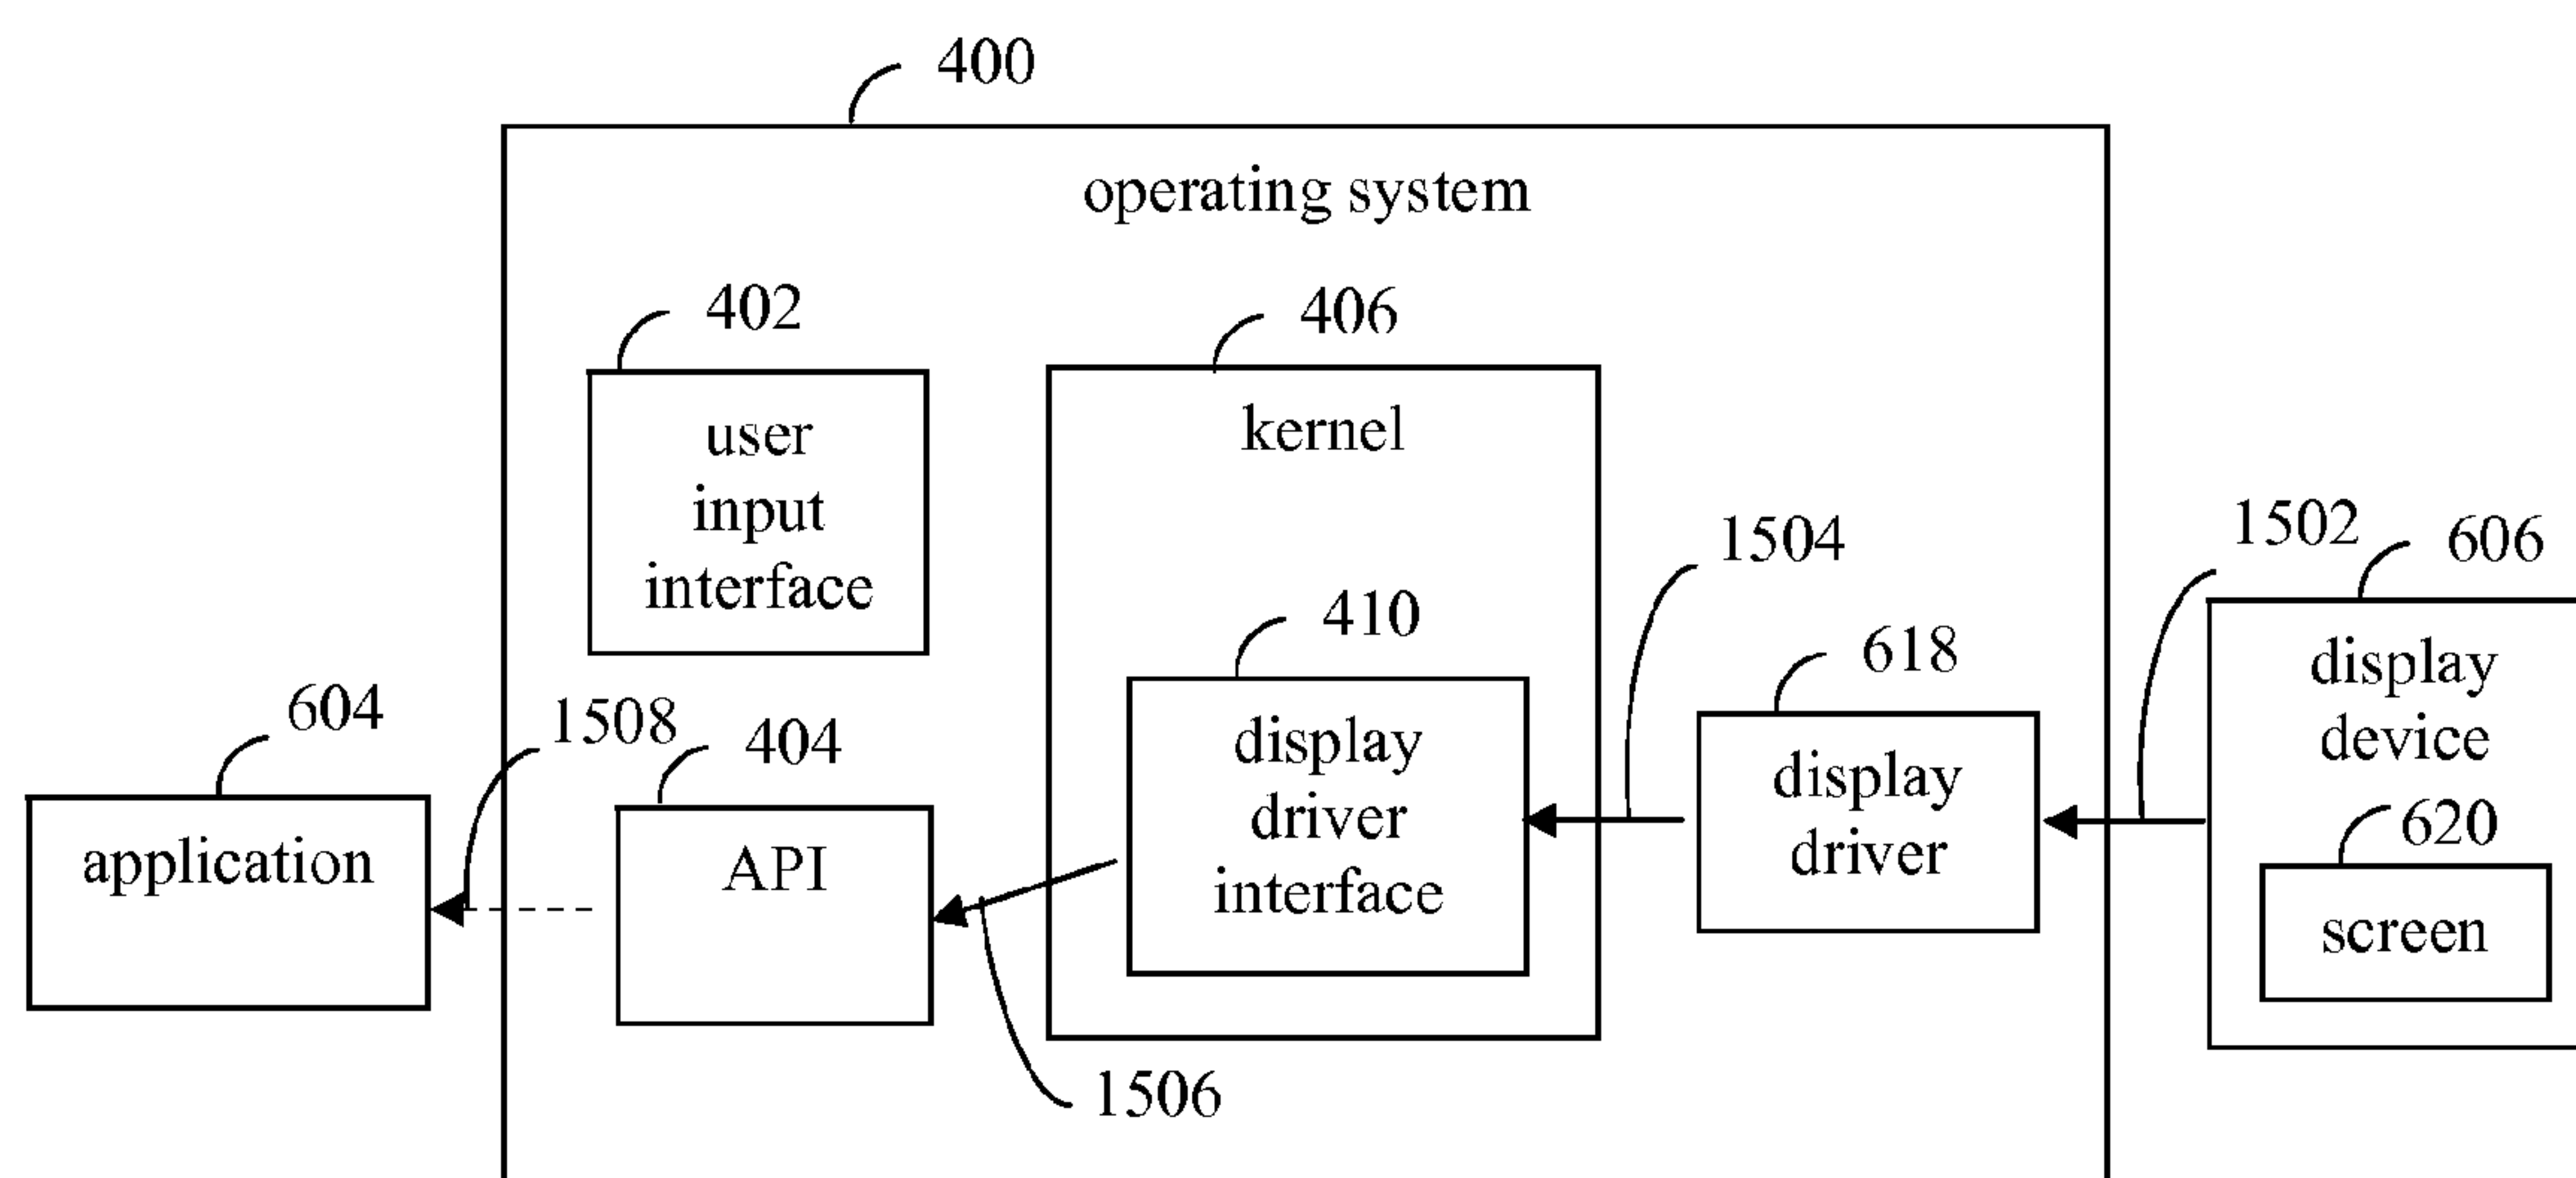 400
operating system
402
user
input
interface
406
kernel
410
display
driver
interface
1504
618
display
driver
1502
606
display
device
620
screen
604
application
1508
404
API
1506